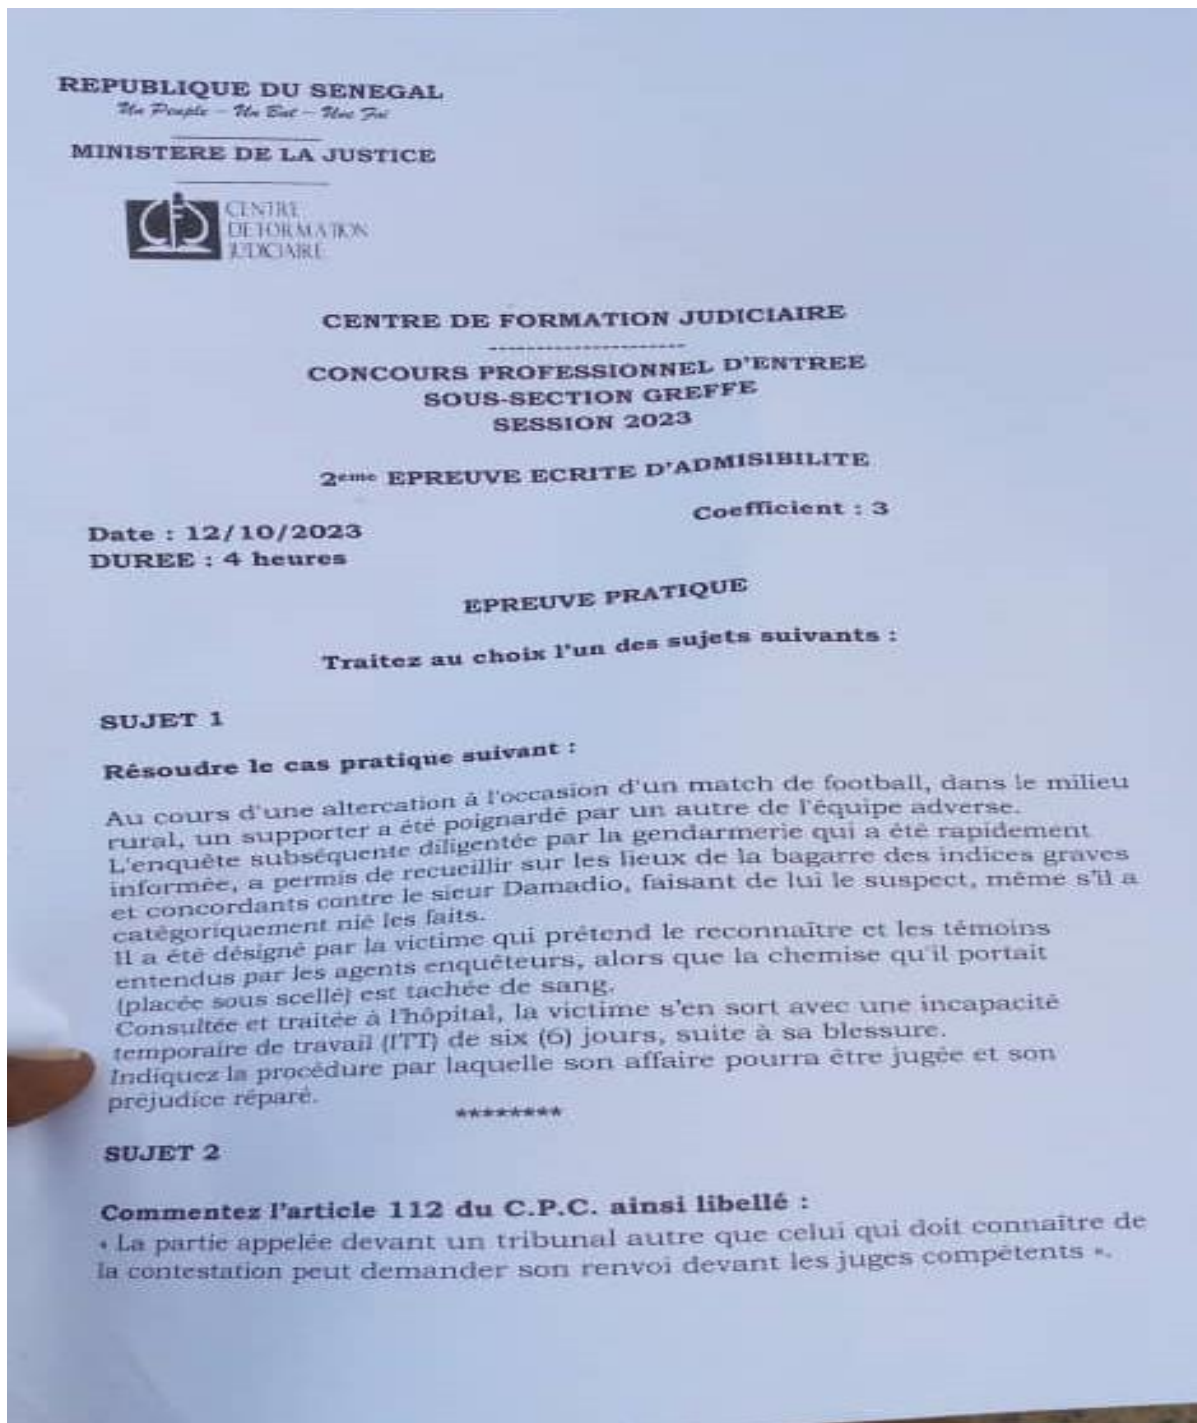 REPUBLIQUE DU SENEGAL
Un Peuple – Un But – Une Foi
MINISTERE DE LA JUSTICE
CENTRE
DE FORMATION
JUDICIAIRE
CENTRE DE FORMATION JUDICIAIRE
----------------------
CONCOURS PROFESSIONNEL D'ENTREE
SOUS-SECTION GREFFE
SESSION 2023
2eme EPREUVE ECRITE D'ADMISIBILITE
Coefficient : 3
Date : 12/10/2023
DUREE : 4 heures
EPREUVE PRATIQUE
Traitez au choix l'un des sujets suivants :
SUJET 1
Résoudre le cas pratique suivant :
Au cours d'une altercation à l'occasion d'un match de football, dans le milieu
rural, un supporter a été poignardé par un autre de l'équipe adverse.
L'enquête subséquente diligentée par la gendarmerie qui a été rapidement
informée, a permis de recueillir sur les lieux de la bagarre des indices graves
et concordants contre le sieur Damadio, faisant de lui le suspect, même s'il a
catégoriquement nié les faits.
Il a été désigné par la victime qui prétend le reconnaître et les témoins
entendus par les agents enquêteurs, alors que la chemise qu'il portait
(placée sous scellé) est tachée de sang.
Consultée et traitée à l'hôpital, la victime s'en sort avec une incapacité
temporaire de travail (ITT) de six (6) jours, suite à sa blessure.
Indiquez la procédure par laquelle son affaire pourra être jugée et son
préjudice réparé.
********
SUJET 2
Commentez l'article 112 du C.P.C. ainsi libellé :
« La partie appelée devant un tribunal autre que celui qui doit connaître de
la contestation peut demander son renvoi devant les juges compétents ».